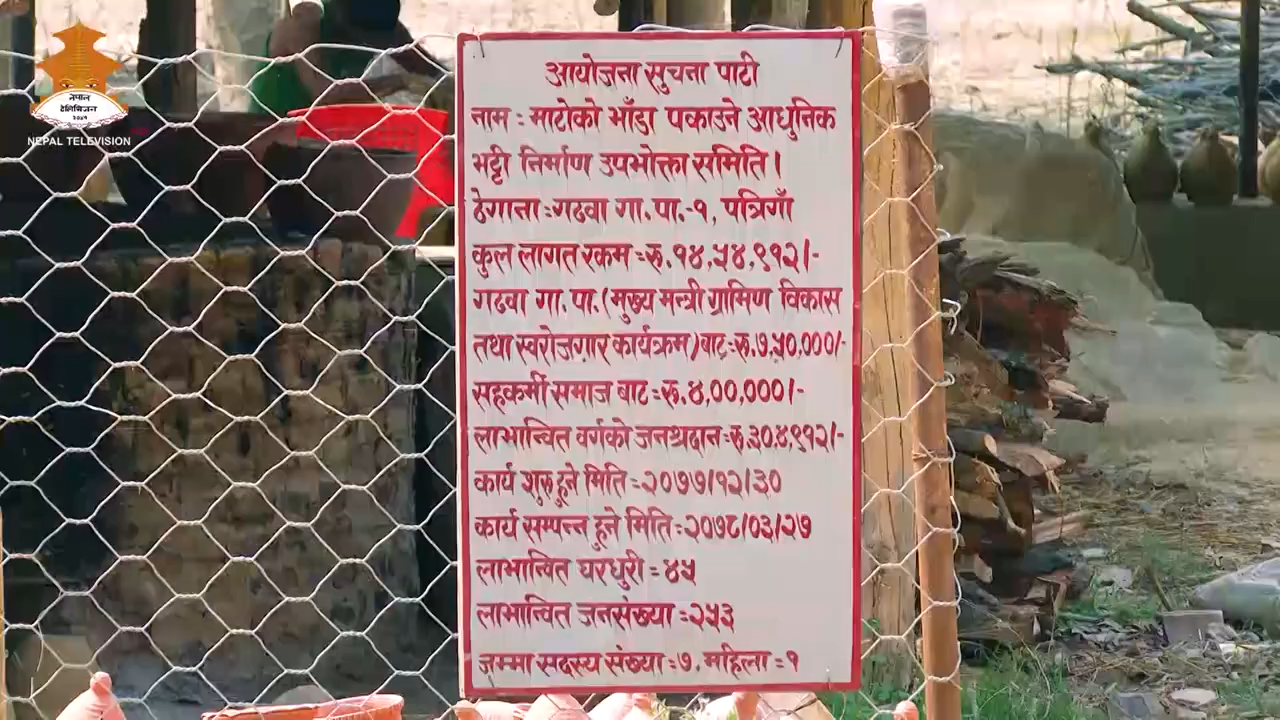 नेपाल
टेलिभिजन
२०४१
NEPAL TELEVISION
आयोजना सुचना पाटी
नाम : माटोको भाँडा पकाउने आधुनिक
भट्टी निर्माण उपभोक्ता समिति।
ठेगाना :गढवा गा. पा.-१, पत्रिगाँ
कुल लागत रकम =रु.१४,५४,९१२/-
गढवा गा. पा. (मुख्य मन्त्री ग्रामिण विकास
तथा स्वरोजगार कार्यक्रम) बाट=रु.७,५०,०००/-
सहकर्मी समाज बाट =रु.४,००,०००/-
लाभान्वित वर्गको जनश्रदान=रु.३०४,९१२/-
कार्य शुरु हुने मिति =२०७७/१२/३०
कार्य सम्पन्न हुने मिति =२०७८/०३/२७
लाभान्वित घरधुरी = ४५
लाभान्वित जनसंख्या =२५३
जम्मा सदस्य संख्या = ७, महिला = १